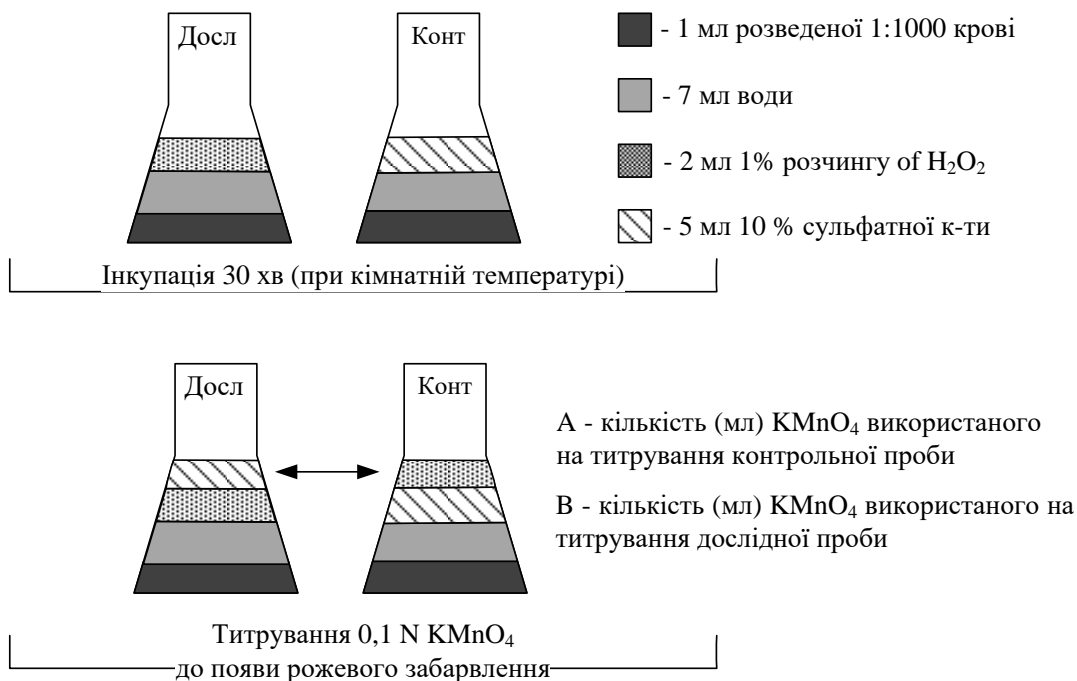 Досл
Конт
- 1 мл розведеної 1:1000 крові
- 7 мл води
- 2 мл 1% розчингу of H₂O₂
- 5 мл 10 % сульфатної к-ти
Інкупація 30 хв (при кімнатній температурі)
Досл
Конт
А - кількість (мл) KMnO₄ використаного
на титрування контрольної проби
В - кількість (мл) KMnO₄ використаного на
титрування дослідної проби
Титрування 0,1 N KMnO₄
до появи рожевого забарвлення